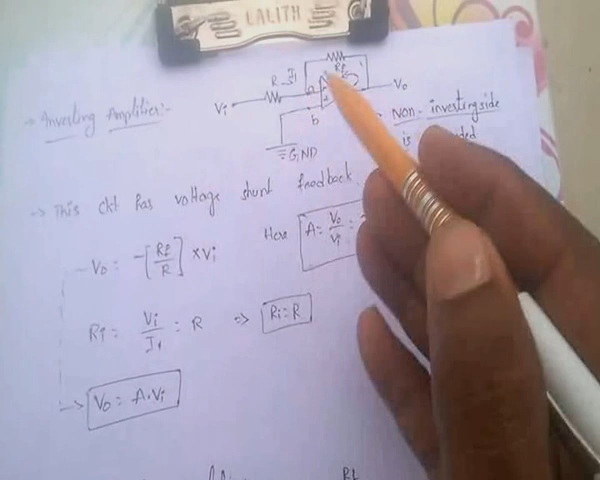 LALITH
R I1 Rf
→ Inverting Amplifier:-
Vi a Vo
b
GND
NON-inverting side
is
→ This Ckt has voltage shunt feedback.
Vo = -[Rf/R] × Vi
Here A = Vo/Vi =
Ri = Vi/I1 = R ⇒ Ri = R
→ Vo = A.Vi
Rf